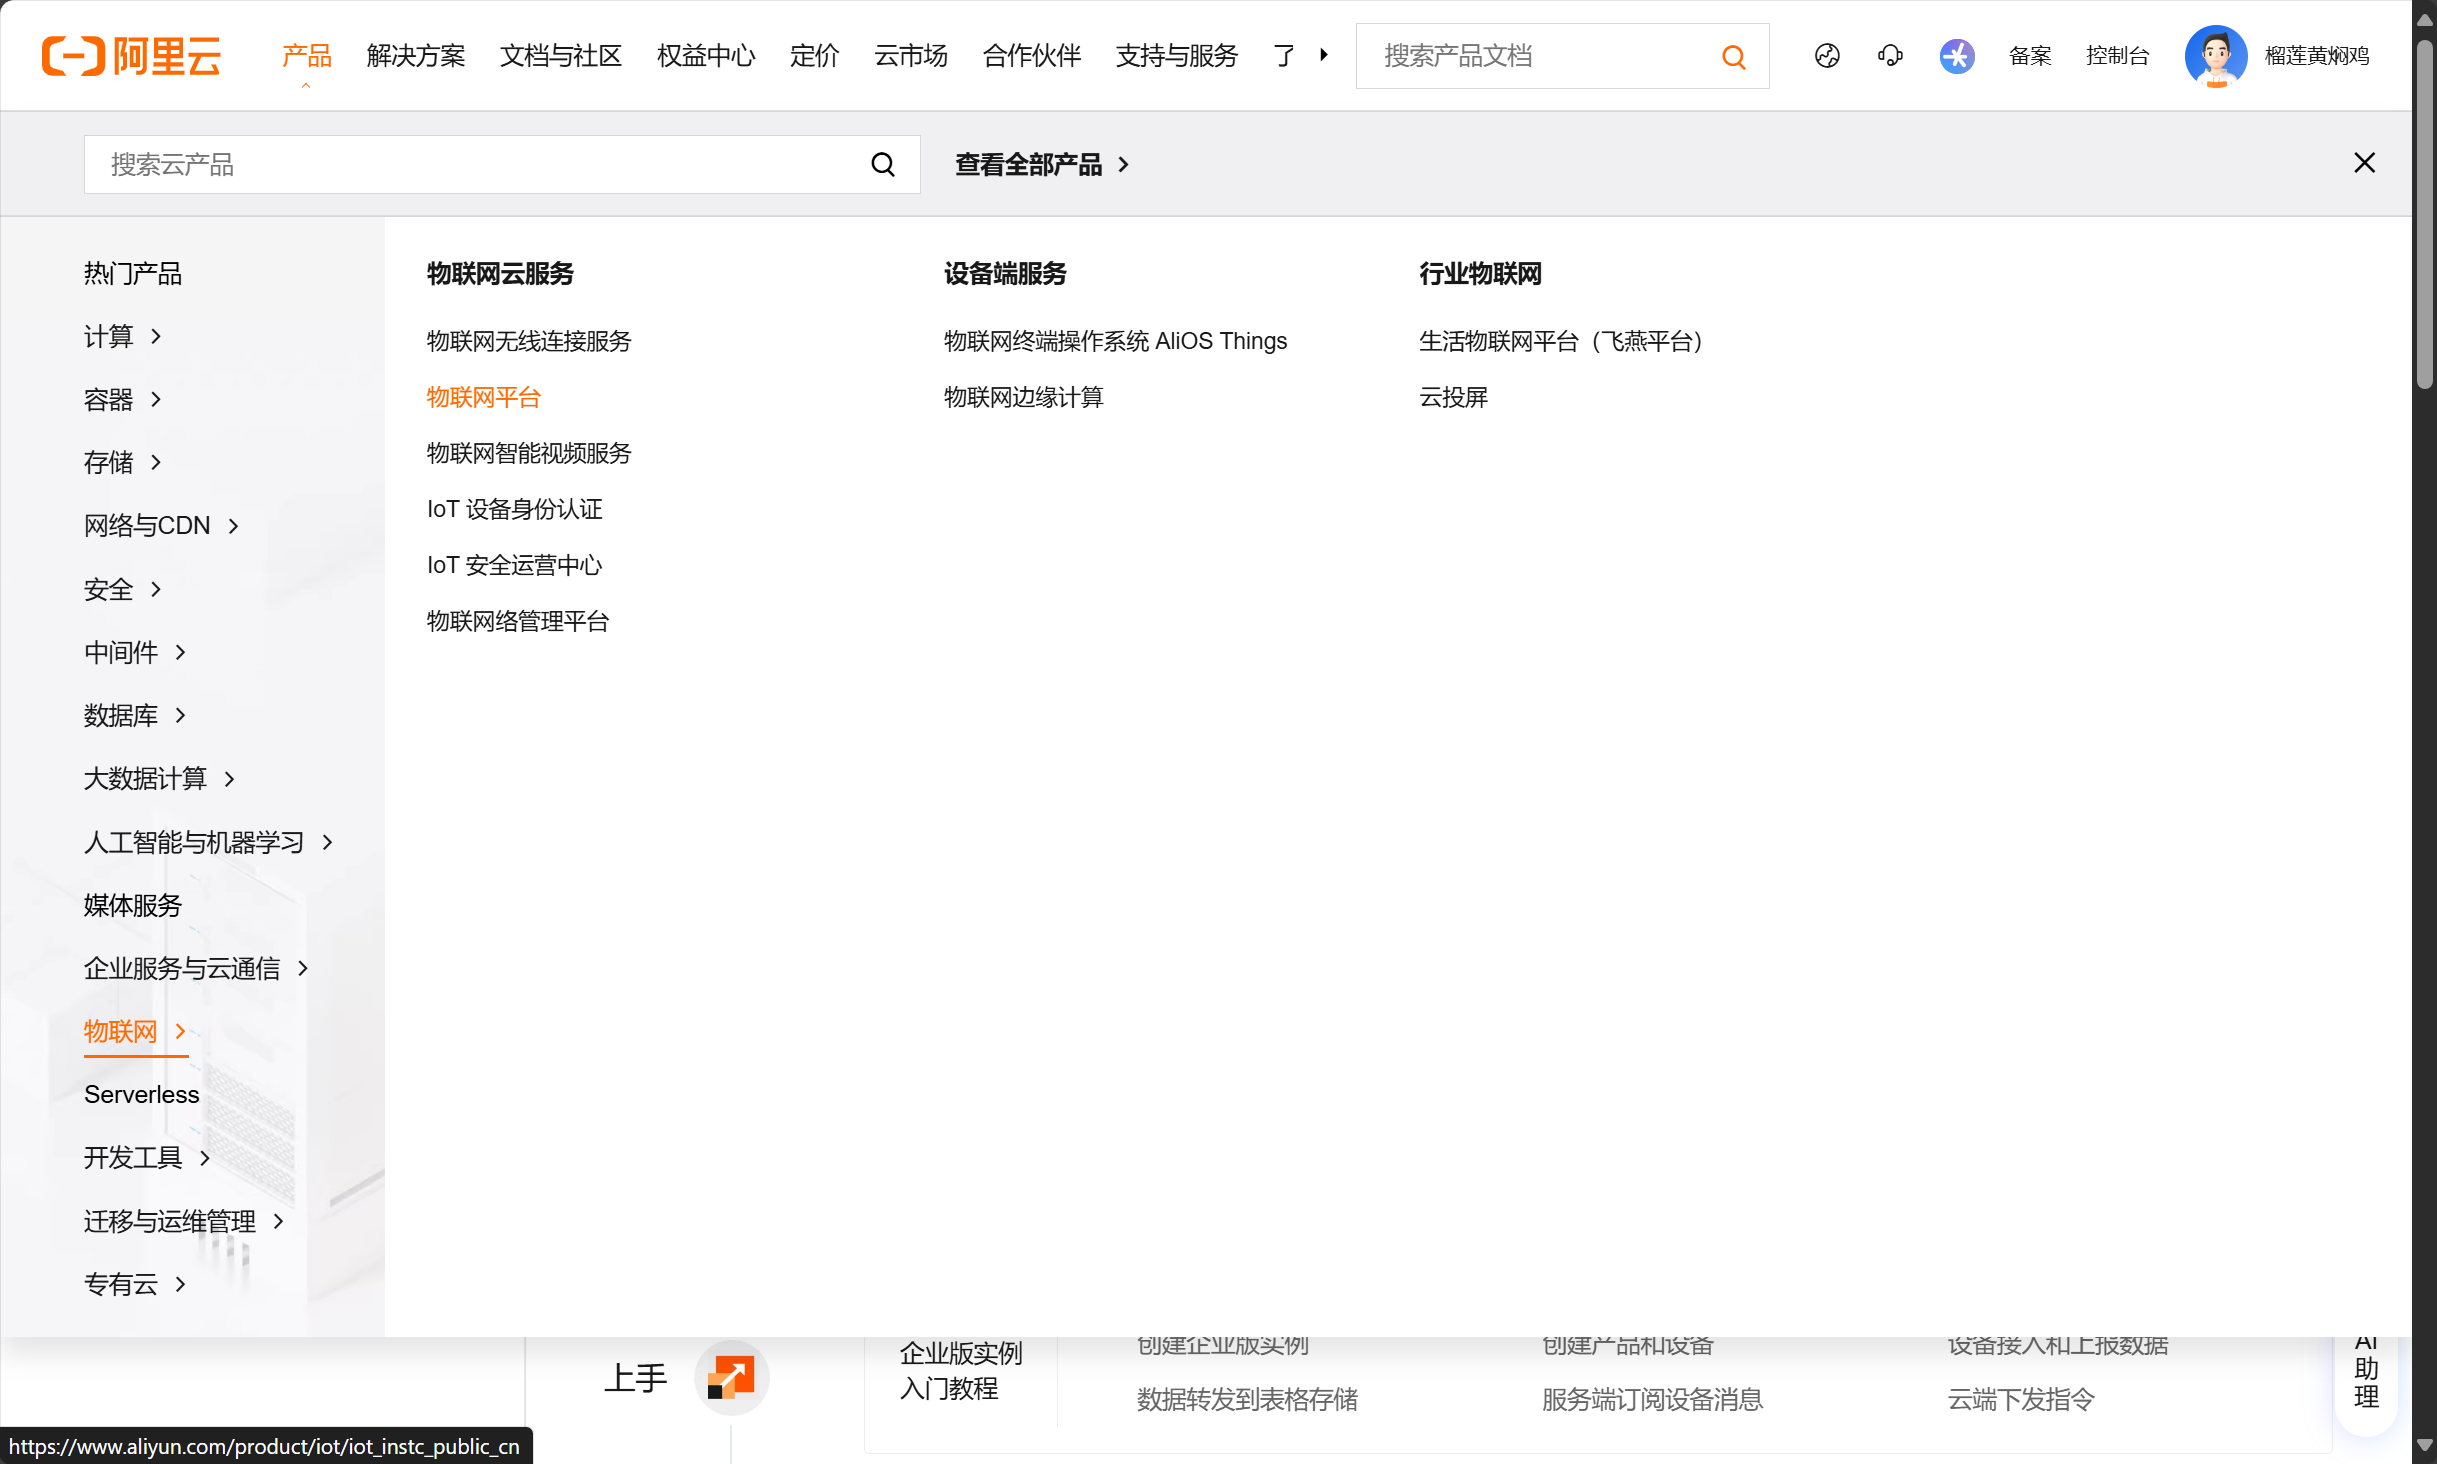 阿里云
产品
解决方案
文档与社区
权益中心
定价
云市场
合作伙伴
支持与服务
了
搜索产品文档
备案
控制台
榴莲黄焖鸡
搜索云产品
查看全部产品
热门产品
计算
容器
存储
网络与CDN
安全
中间件
数据库
大数据计算
人工智能与机器学习
媒体服务
企业服务与云通信
物联网
Serverless
开发工具
迁移与运维管理
专有云
物联网云服务
物联网无线连接服务
物联网平台
物联网智能视频服务
IoT 设备身份认证
IoT 安全运营中心
物联网络管理平台
设备端服务
物联网终端操作系统 AliOS Things
物联网边缘计算
行业物联网
生活物联网平台（飞燕平台）
云投屏
上手
企业版实例
入门教程
创建企业版实例
创建产品和设备
设备接入和上报数据
数据转发到表格存储
服务端订阅设备消息
云端下发指令
AI
助
理
https://www.aliyun.com/product/iot/iot_instc_public_cn